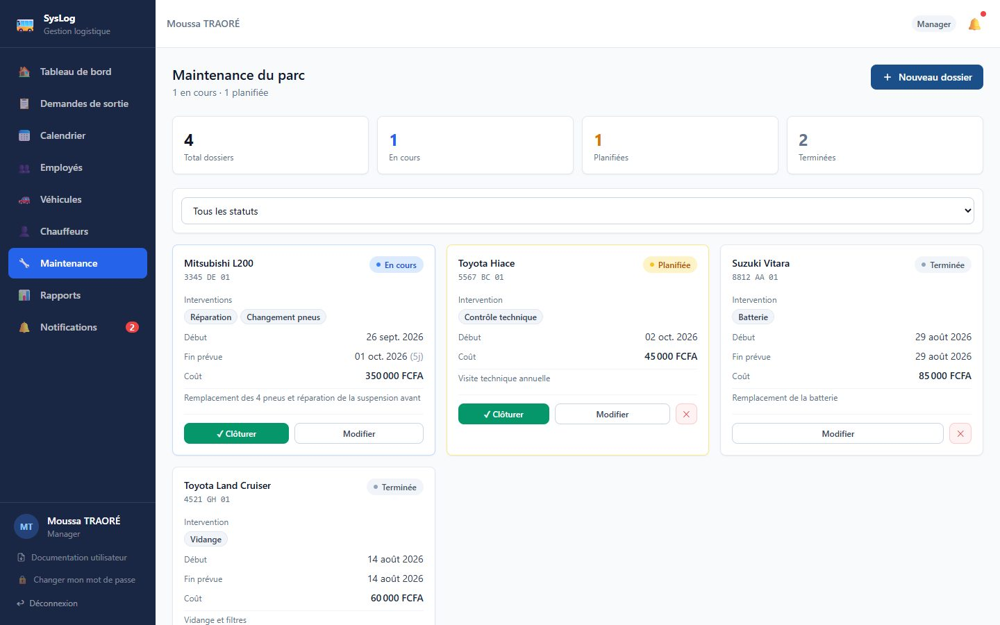 SysLog
Gestion logistique
Tableau de bord
Demandes de sortie
Calendrier
Employés
Véhicules
Chauffeurs
Maintenance
Rapports
Notifications 2
MT
Moussa TRAORÉ
Manager
Documentation utilisateur
Changer mon mot de passe
Déconnexion
Moussa TRAORÉ
Manager
Maintenance du parc
1 en cours · 1 planifiée
+ Nouveau dossier
4
Total dossiers
1
En cours
1
Planifiées
2
Terminées
Tous les statuts
Mitsubishi L200
En cours
3345 DE 01
Interventions
Réparation Changement pneus
Début 26 sept. 2026
Fin prévue 01 oct. 2026 (5j)
Coût 350 000 FCFA
Remplacement des 4 pneus et réparation de la suspension avant
✓ Clôturer Modifier
Toyota Hiace
Planifiée
5567 BC 01
Intervention
Contrôle technique
Début 02 oct. 2026
Coût 45 000 FCFA
Visite technique annuelle
✓ Clôturer Modifier ×
Suzuki Vitara
Terminée
8812 AA 01
Intervention
Batterie
Début 29 août 2026
Fin prévue 29 août 2026
Coût 85 000 FCFA
Remplacement de la batterie
Modifier ×
Toyota Land Cruiser
Terminée
4521 GH 01
Intervention
Vidange
Début 14 août 2026
Fin prévue 14 août 2026
Coût 60 000 FCFA
Vidange et filtres